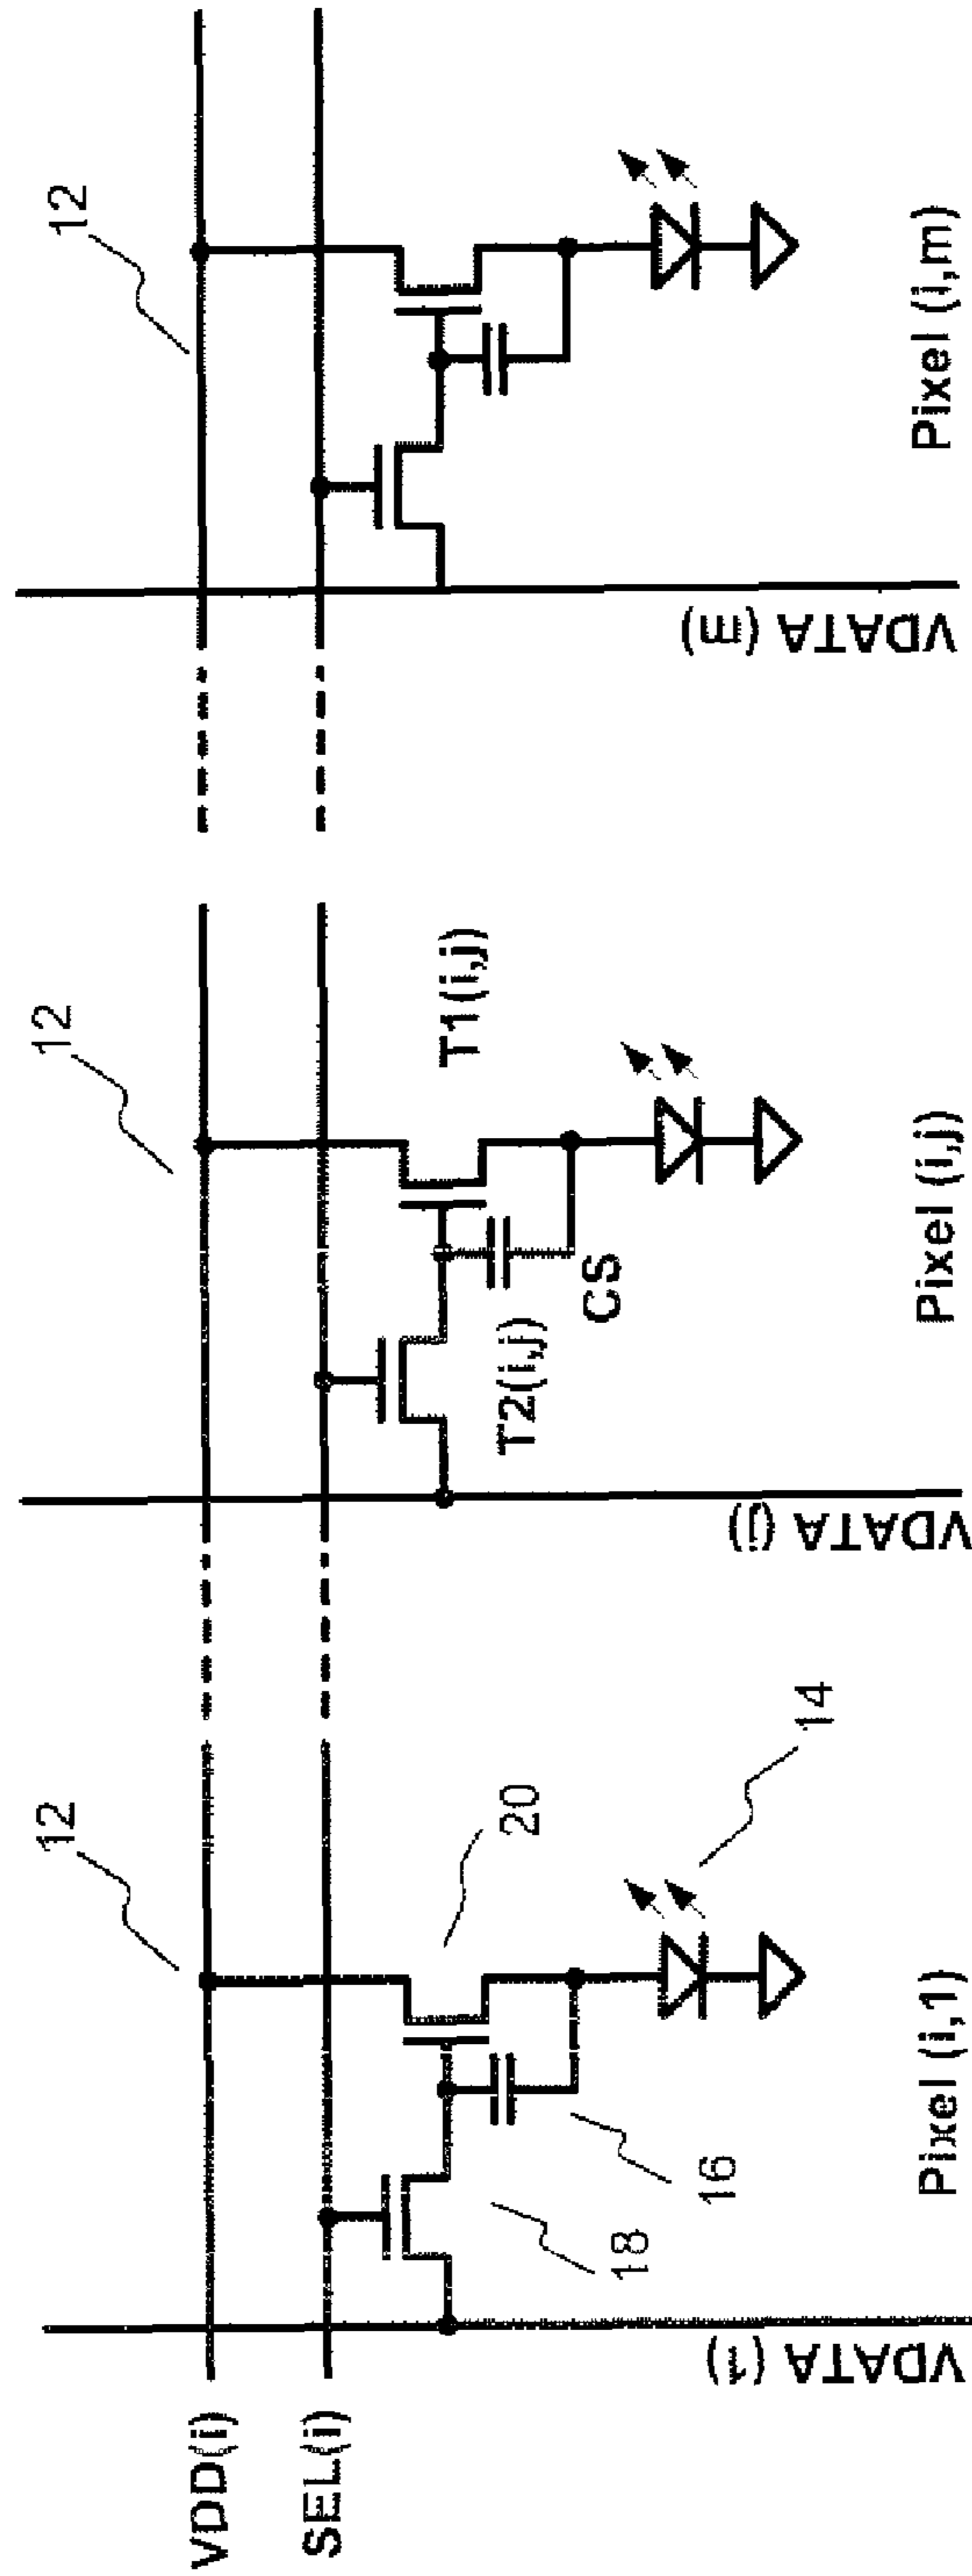 12
12
12
VDD(i)
SEL(i)
20
T1(i,j)
18
16
T2(i,j)
CS
14
VDATA (1)
VDATA (j)
VDATA (m)
Pixel (i,1)
Pixel (i,j)
Pixel (i,m)